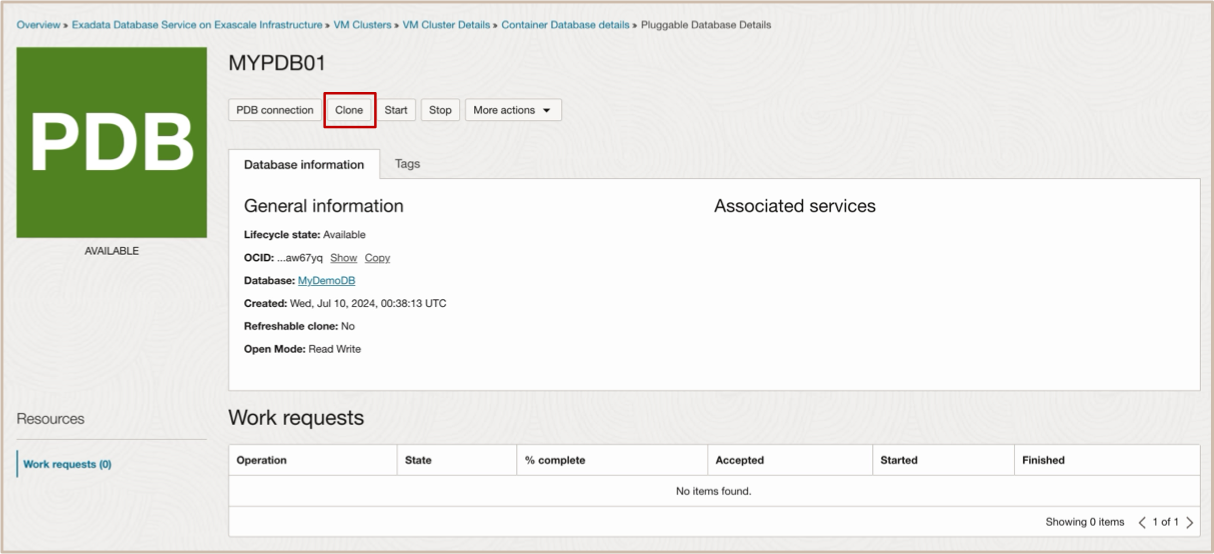 Overview » Exadata Database Service on Exascale Infrastructure » VM Clusters » VM Cluster Details » Container Database details » Pluggable Database Details
PDB
AVAILABLE
MYPDB01
PDB connection Clone Start Stop More actions
Database information Tags
General information
Lifecycle state: Available
OCID: ...aw67yq Show Copy
Database: MyDemoDB
Created: Wed, Jul 10, 2024, 00:38:13 UTC
Refreshable clone: No
Open Mode: Read Write
Associated services
Resources
Work requests (0)
Work requests
Operation State % complete Accepted Started Finished
No items found.
Showing 0 items 1 of 1